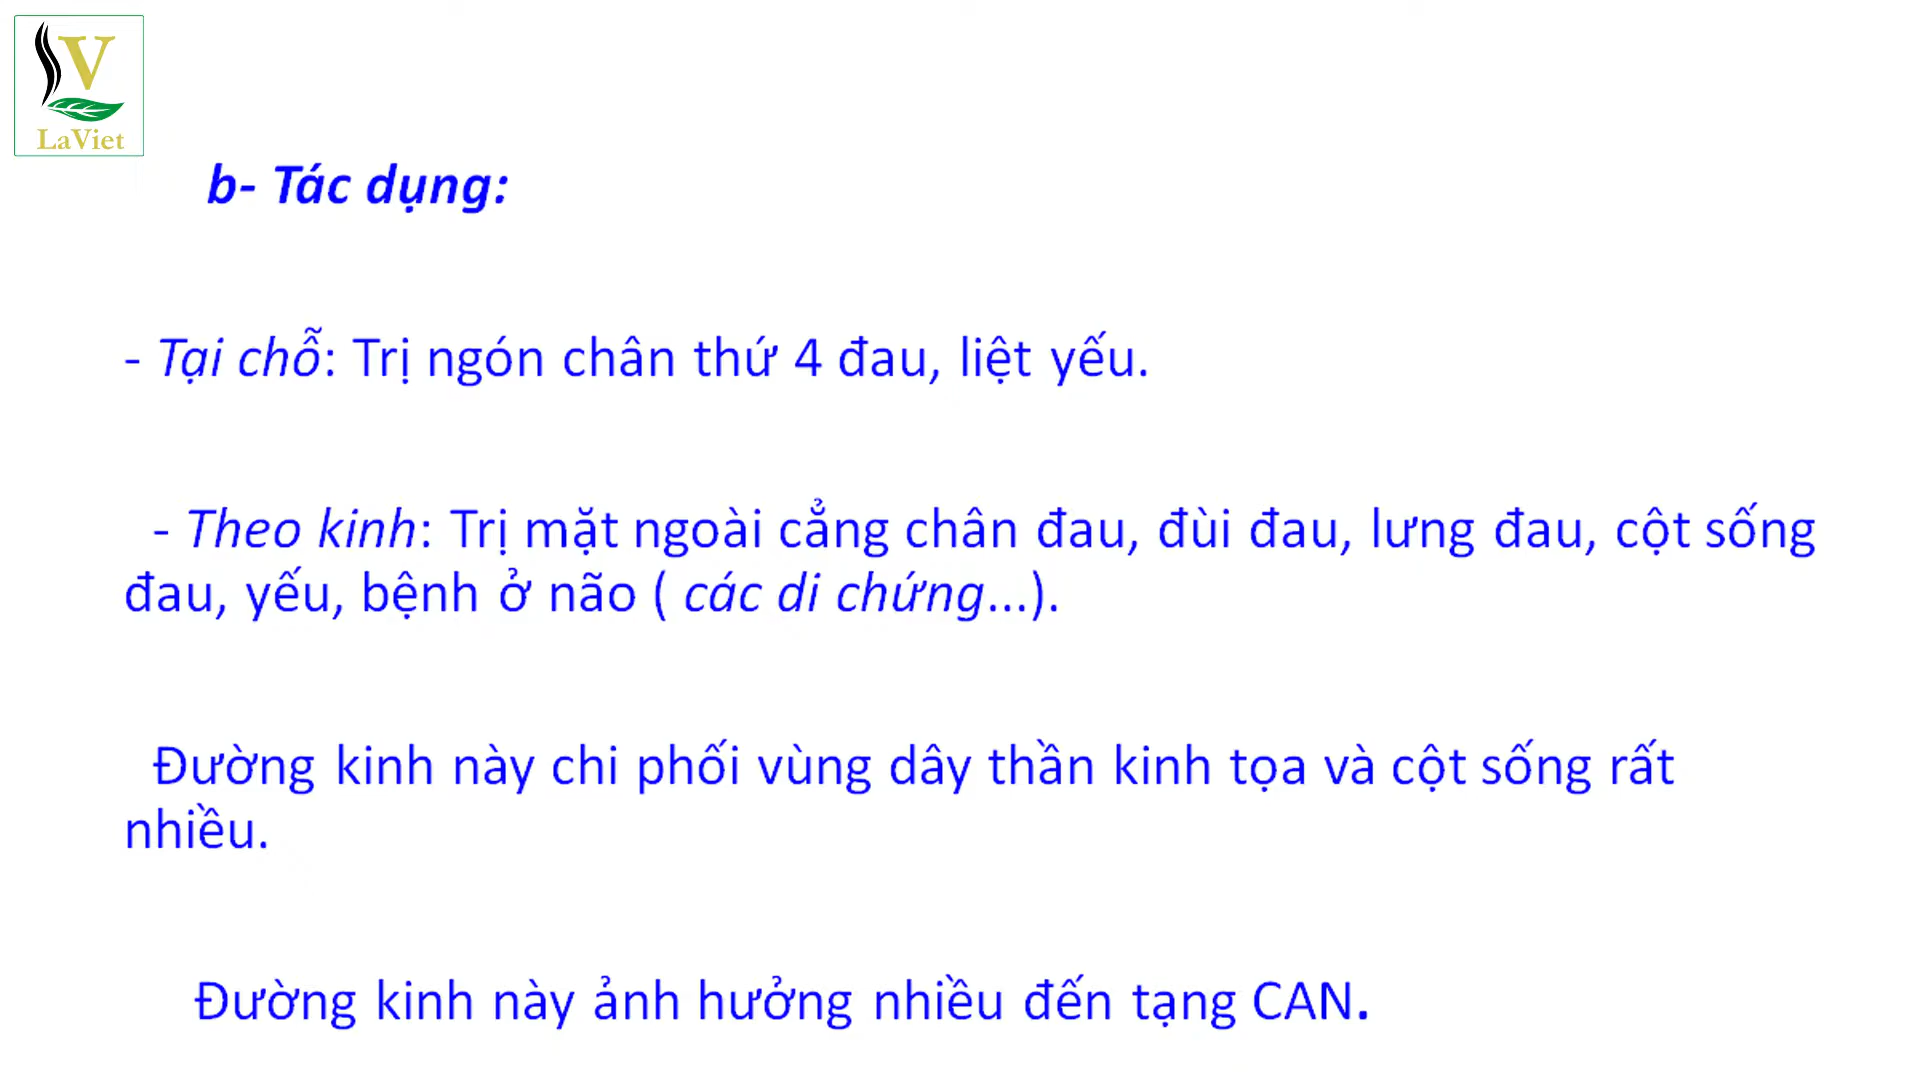 V
LaViet
b- Tác dụng:
- Tại chỗ: Trị ngón chân thứ 4 đau, liệt yếu.
- Theo kinh: Trị mặt ngoài cẳng chân đau, đùi đau, lưng đau, cột sống
đau, yếu, bệnh ở não ( các di chứng...).
Đường kinh này chi phối vùng dây thần kinh tọa và cột sống rất
nhiều.
Đường kinh này ảnh hưởng nhiều đến tạng CAN.